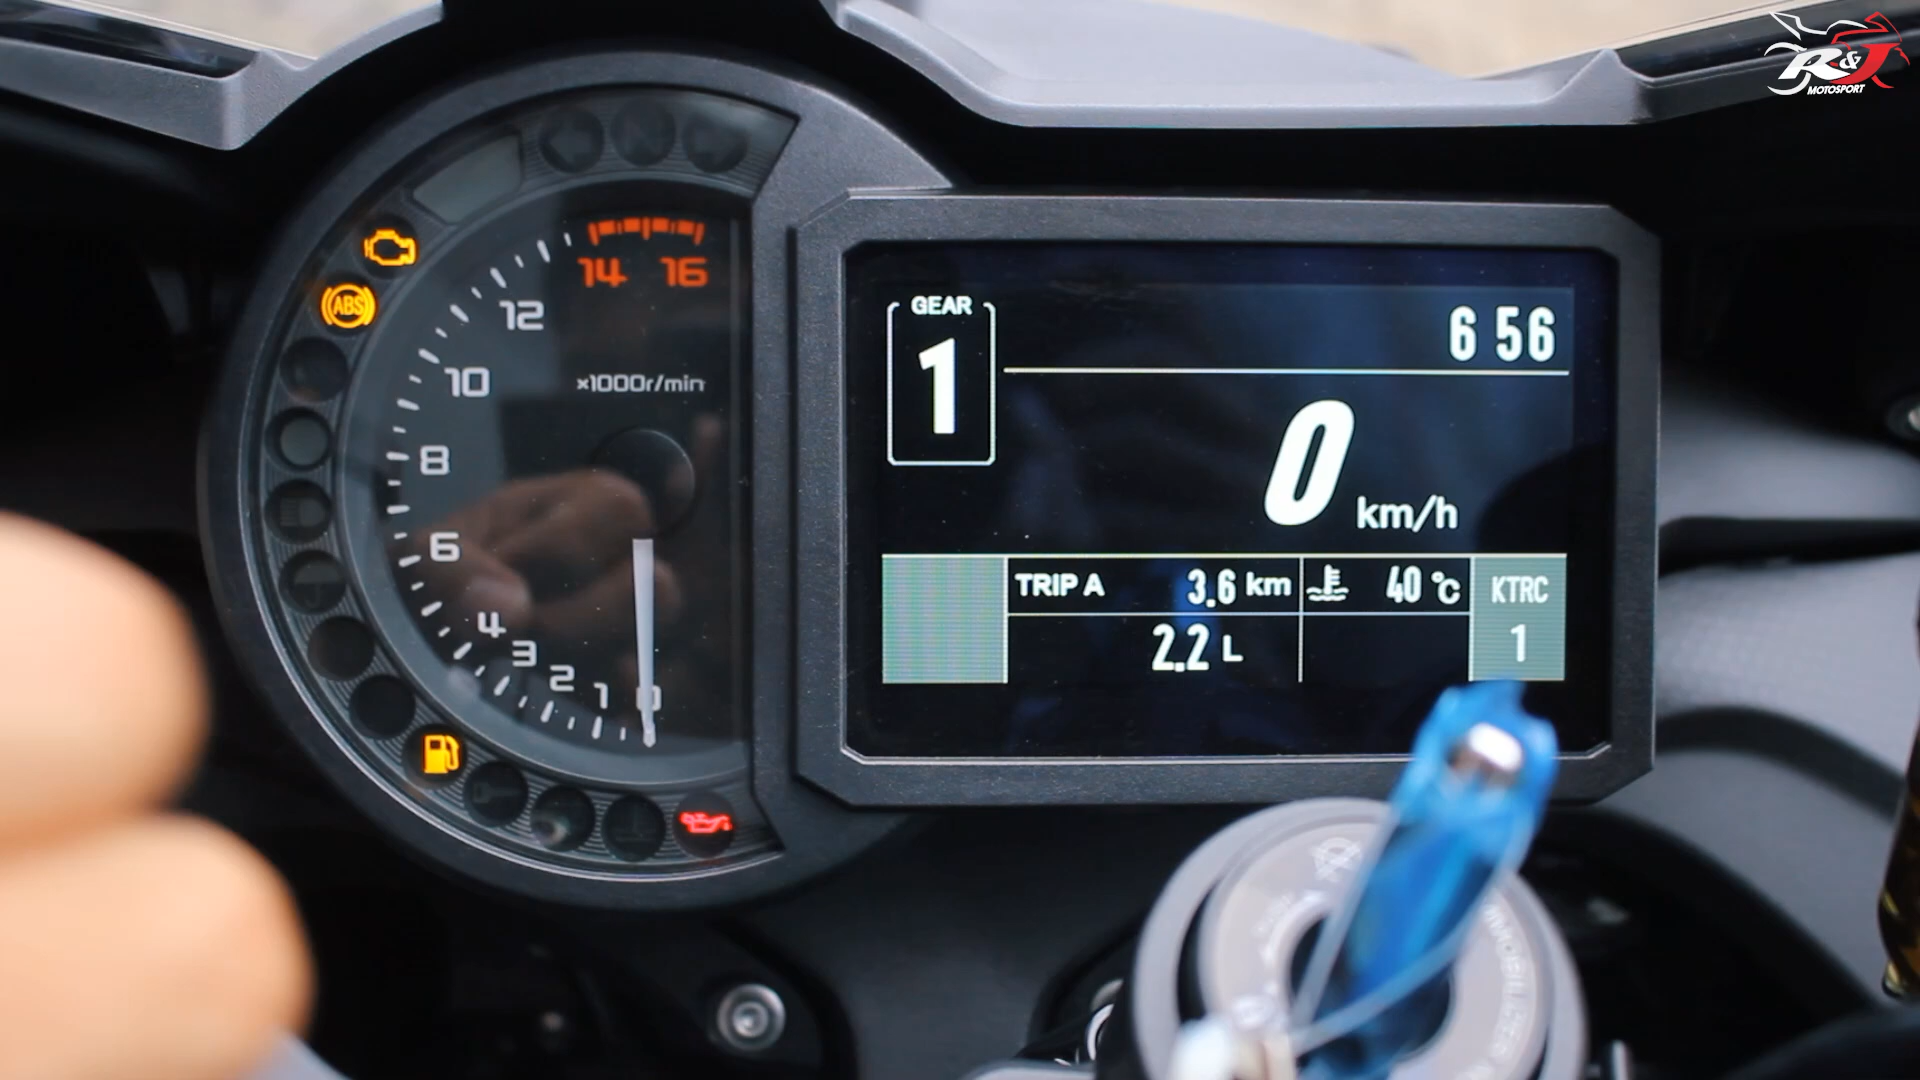 R&J
MOTOSPORT
ABS
14 16
12
10
×1000r/min
8
6
4
3
2
1
0
GEAR
1
6 56
0 km/h
TRIP A 3.6 km
40 ℃
2.2 L
KTRC
1